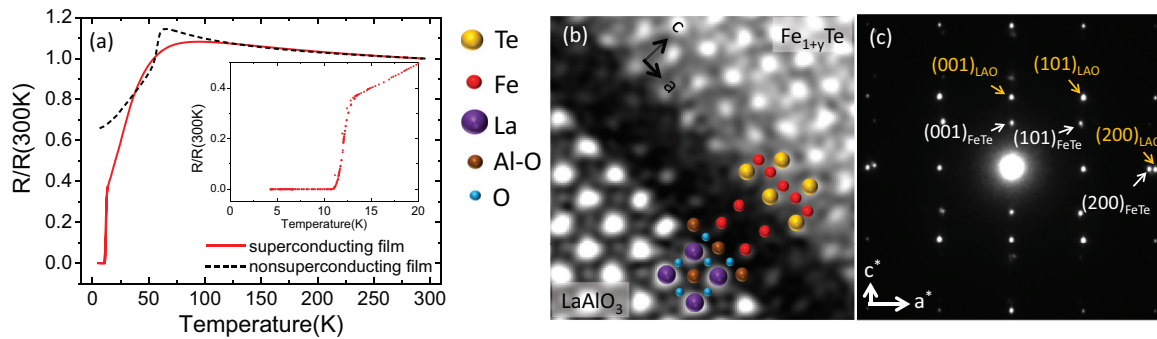 (a)
R/R(300K)
1.2
1.0
0.8
0.6
0.4
0.2
0.0
0
50
100
150
200
250
300
Temperature(K)
R/R(300K)
0.4
0.2
0.0
0
5
10
15
20
Temperature(K)
superconducting film
nonsuperconducting film
Te
Fe
La
Al-O
O
(b)
c
a
Fe1+yTe
LaAlO3
(c)
(001)LAO
(101)LAO
(001)FeTe
(101)FeTe
(200)LAO
(200)FeTe
c*
a*